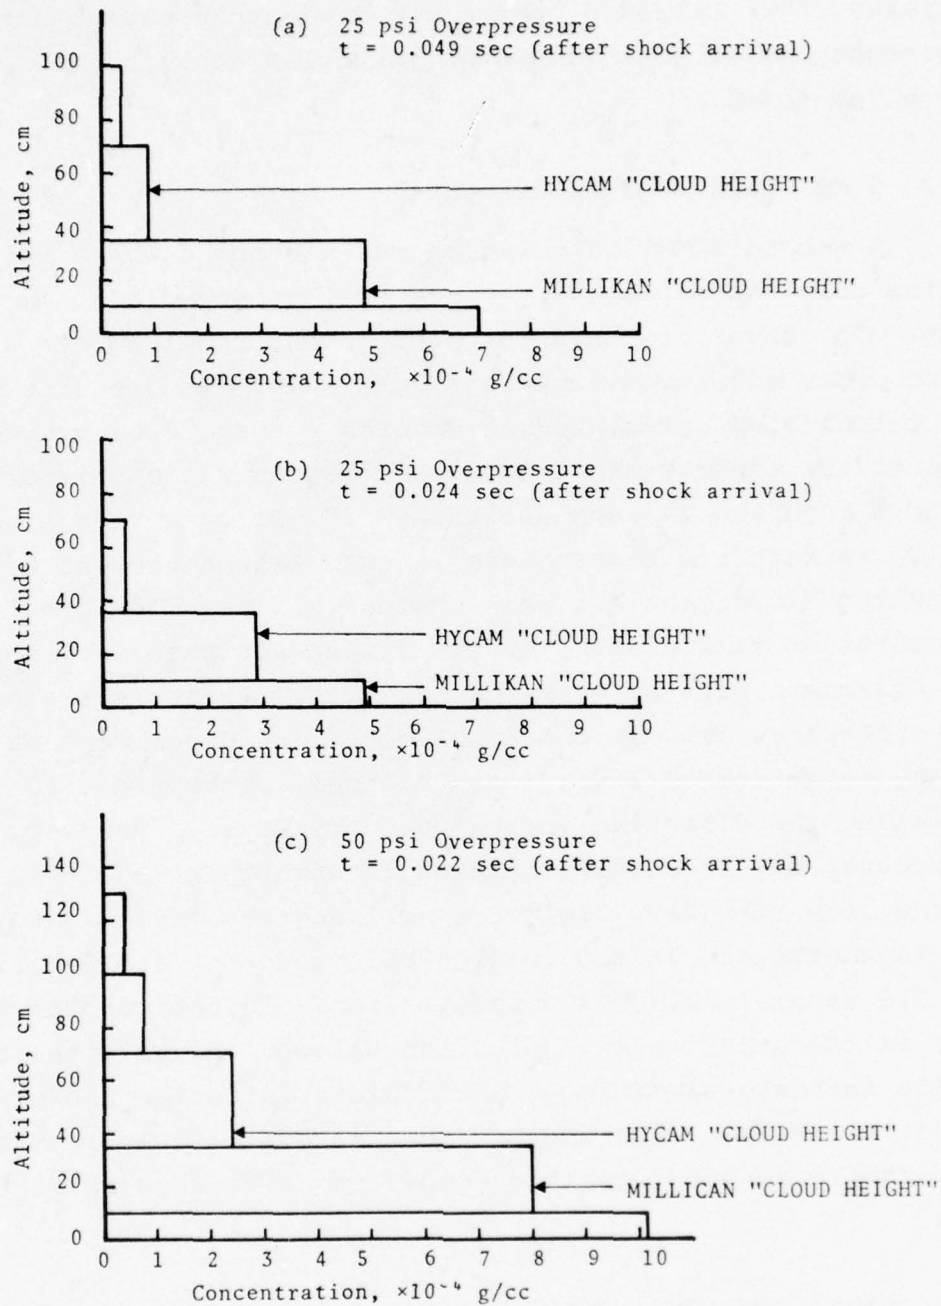 (a) 25 psi Overpressure
t = 0.049 sec (after shock arrival)
Altitude, cm
100
80
60
40
20
0
HYCAM "CLOUD HEIGHT"
MILLIKAN "CLOUD HEIGHT"
0 1 2 3 4 5 6 7 8 9 10
Concentration, ×10⁻⁴ g/cc
(b) 25 psi Overpressure
t = 0.024 sec (after shock arrival)
Altitude, cm
100
80
60
40
20
0
HYCAM "CLOUD HEIGHT"
MILLIKAN "CLOUD HEIGHT"
0 1 2 3 4 5 6 7 8 9 10
Concentration, ×10⁻⁴ g/cc
(c) 50 psi Overpressure
t = 0.022 sec (after shock arrival)
Altitude, cm
140
120
100
80
60
40
20
0
HYCAM "CLOUD HEIGHT"
MILLICAN "CLOUD HEIGHT"
0 1 2 3 4 5 6 7 8 9 10
Concentration, ×10⁻⁴ g/cc